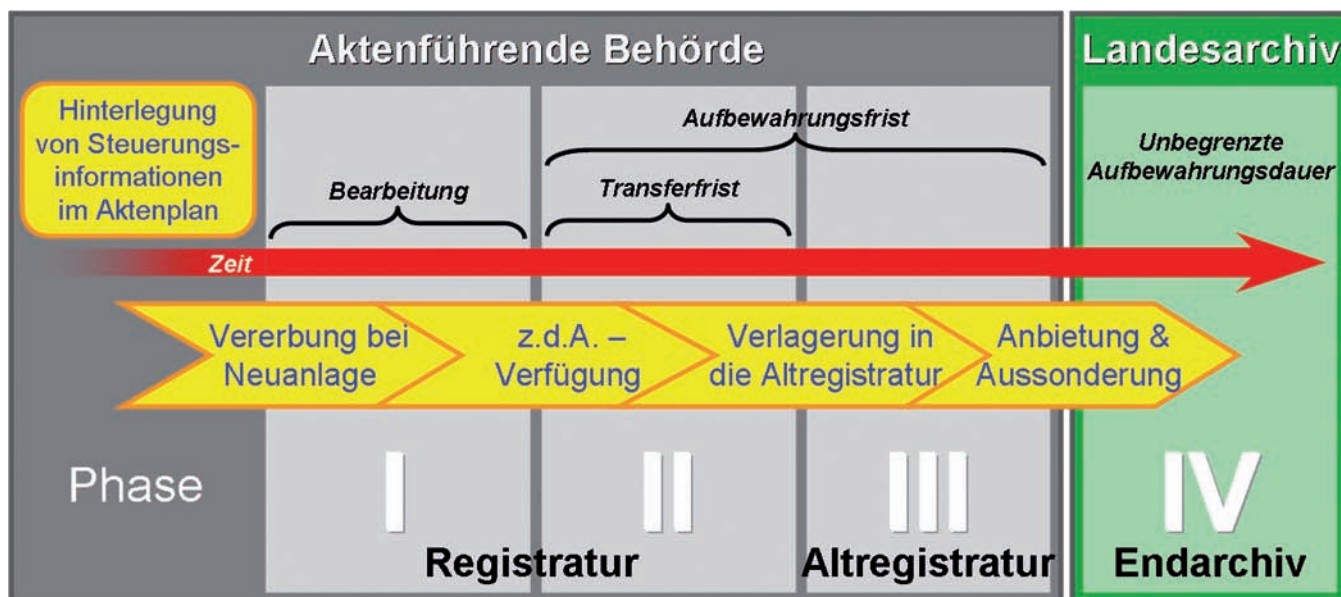 Aktenführende Behörde
Landesarchiv
Hinterlegung
von Steuerungs-
informationen
im Aktenplan
Aufbewahrungsfrist
Unbegrenzte
Aufbewahrungsdauer
Bearbeitung
Transferfrist
Zeit
Vererbung bei
Neuanlage
z.d.A. –
Verfügung
Verlagerung in
die Altregistratur
Anbietung &
Aussonderung
Phase
I
II
III
IV
Registratur
Altregistratur
Endarchiv